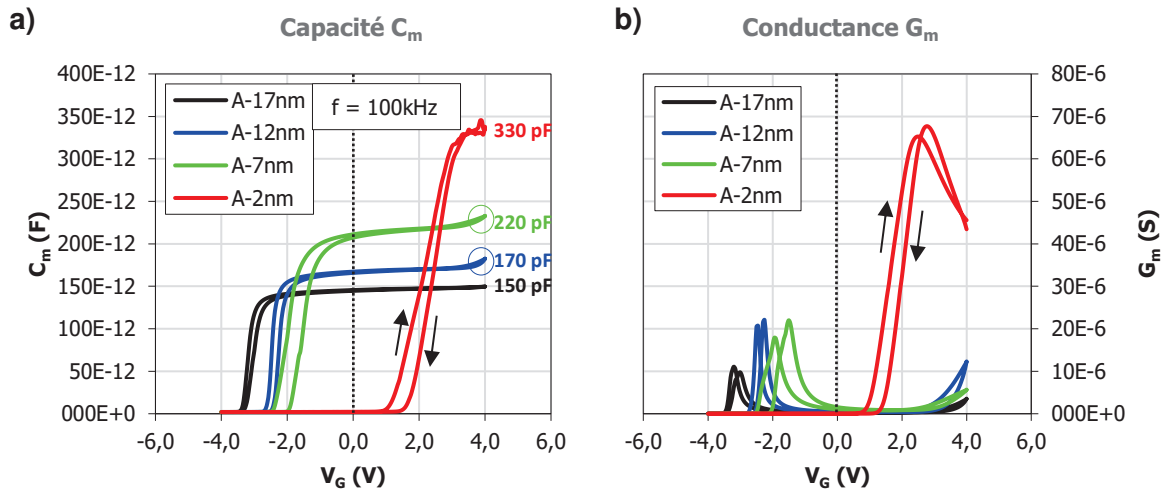 a)
Capacité Cm
400E-12
350E-12
300E-12
250E-12
200E-12
150E-12
100E-12
50E-12
000E+0
Cm (F)
A-17nm
A-12nm
A-7nm
A-2nm
f = 100kHz
330 pF
220 pF
170 pF
150 pF
-6,0 -4,0 -2,0 0,0 2,0 4,0 6,0
VG (V)
b)
Conductance Gm
A-17nm
A-12nm
A-7nm
A-2nm
80E-6
70E-6
60E-6
50E-6
40E-6
30E-6
20E-6
10E-6
000E+0
Gm (S)
-6,0 -4,0 -2,0 0,0 2,0 4,0 6,0
VG (V)